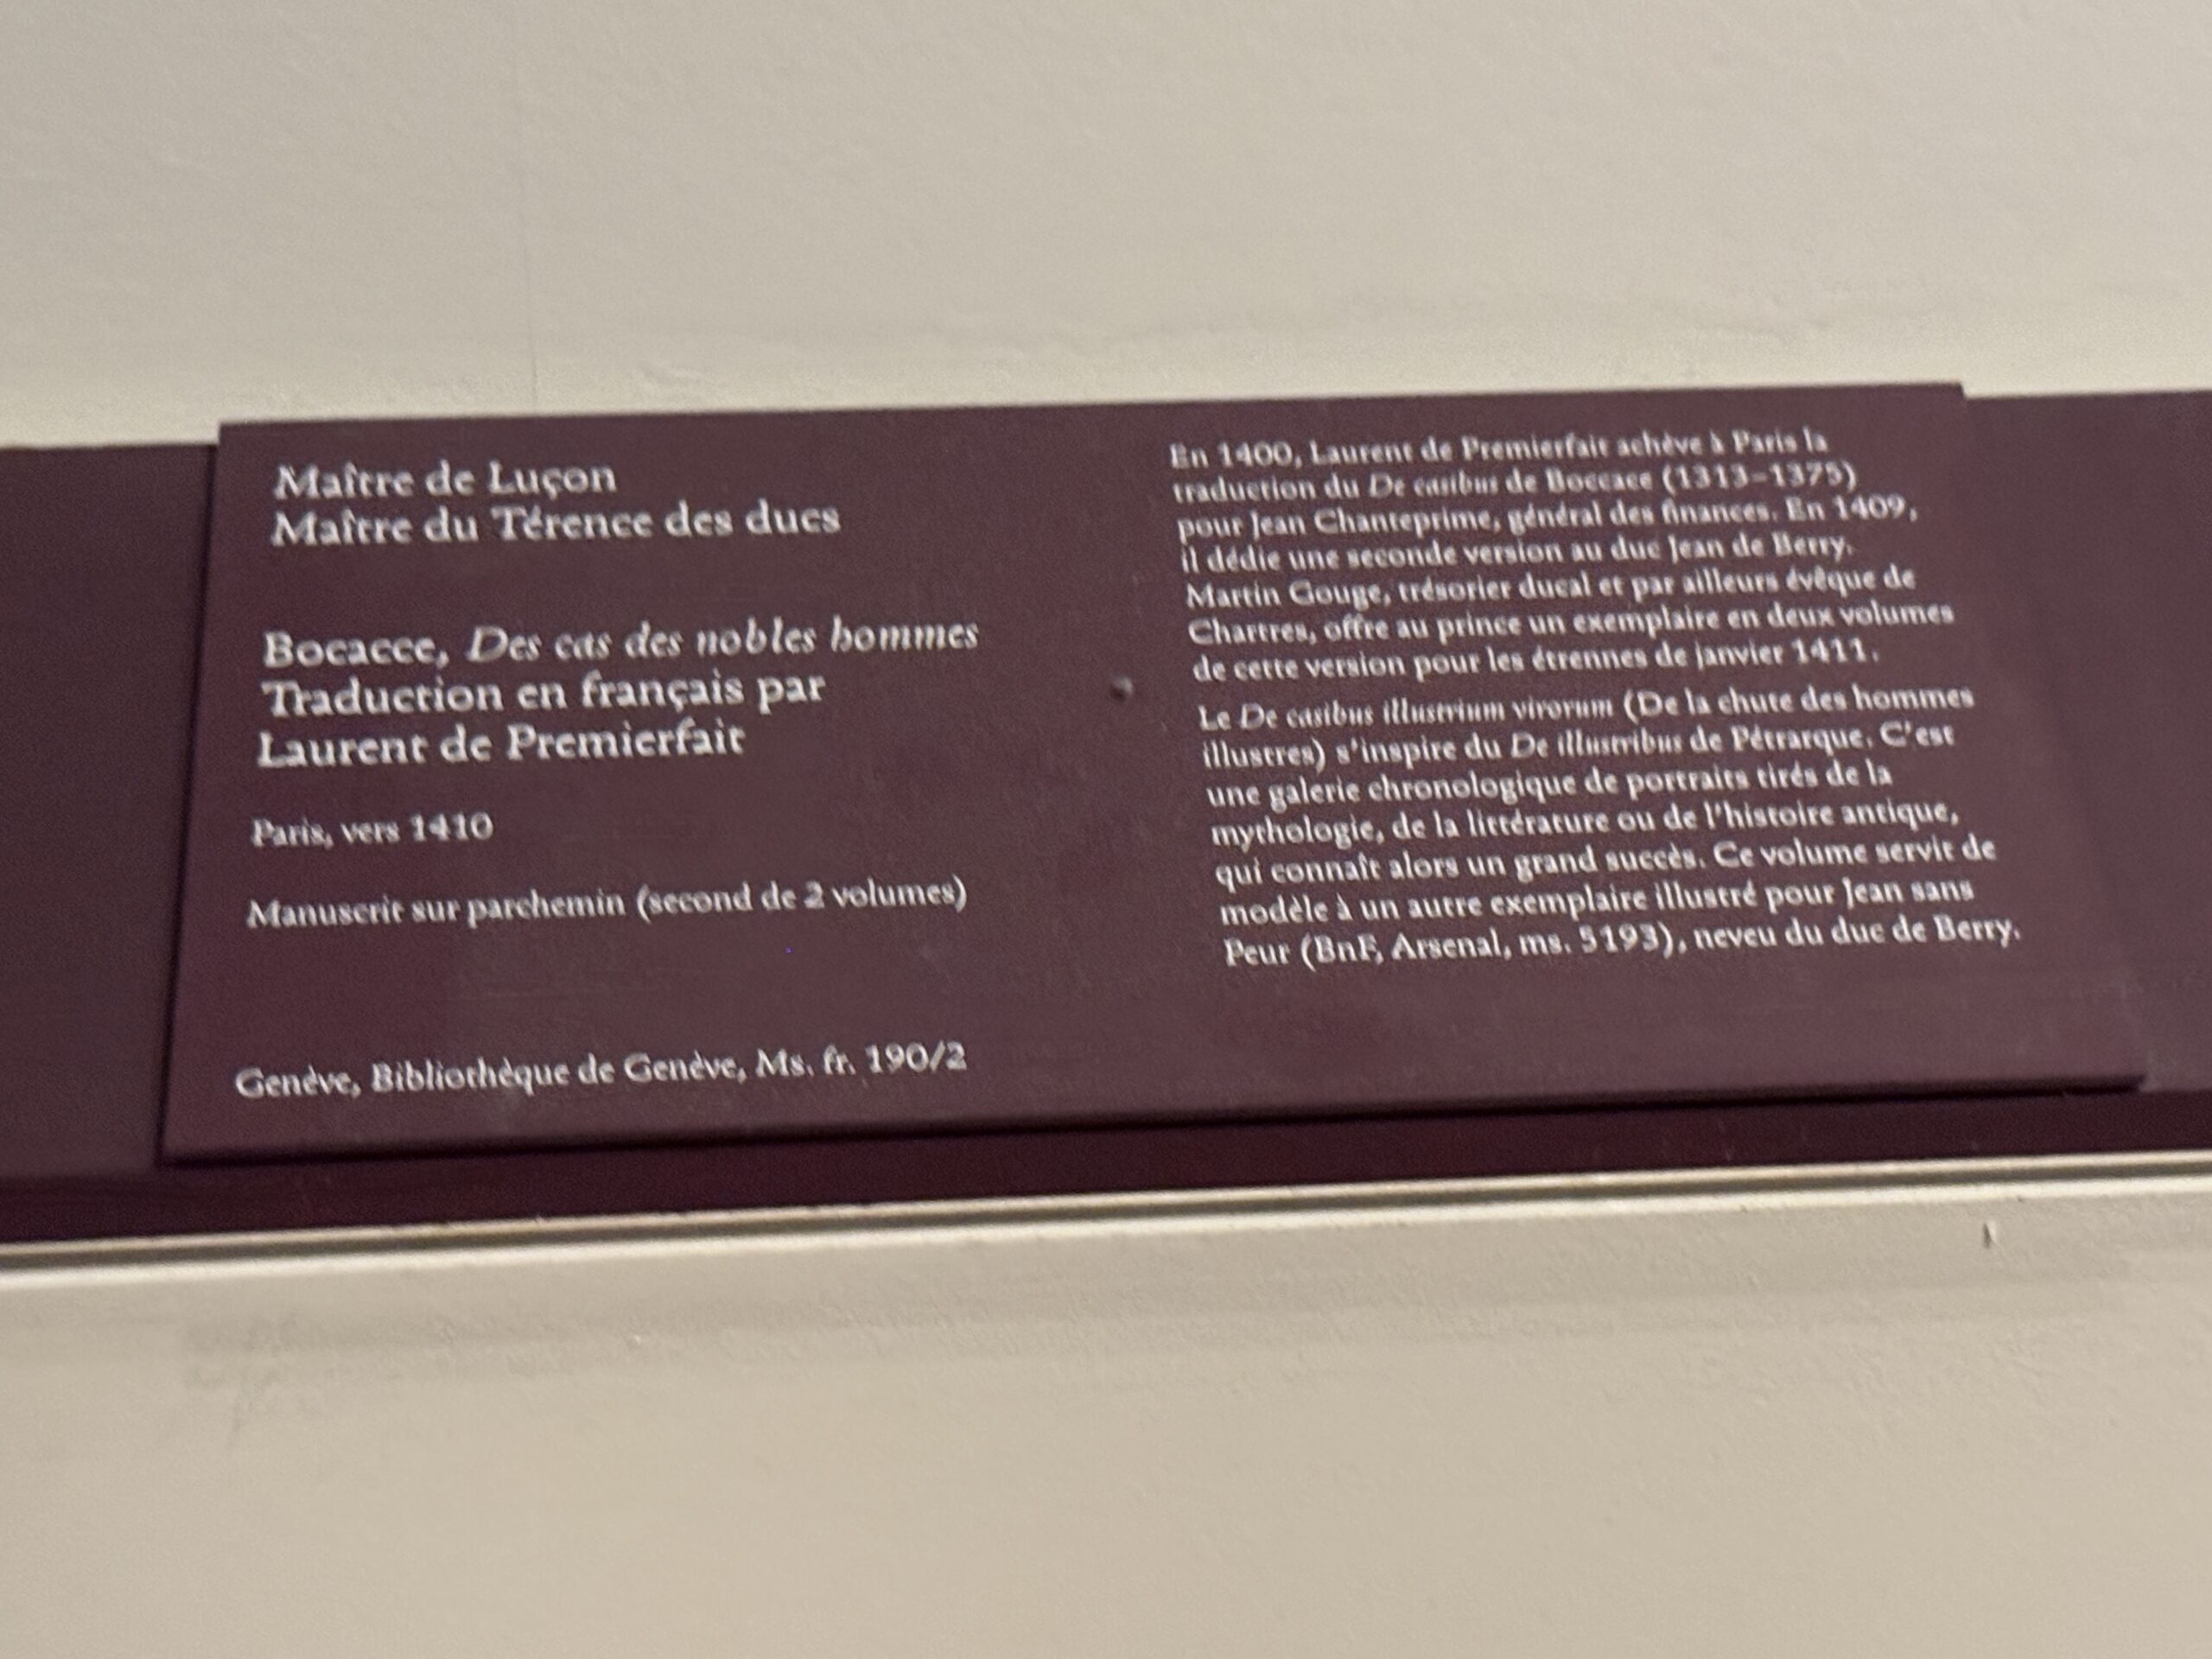 Maître de Luçon
Maître du Térence des ducs
Bocacce, Des cas des nobles hommes
Traduction en français par
Laurent de Premierfait
Paris, vers 1410
Manuscrit sur parchemin (second de 2 volumes)
Genève, Bibliothèque de Genève, Ms. fr. 190/2
En 1400, Laurent de Premierfait achève à Paris la
traduction du De casibus de Boccace (1313–1375)
pour Jean Chanteprime, général des finances. En 1409,
il dédie une seconde version au duc Jean de Berry.
Martin Gouge, trésorier ducal et par ailleurs évêque de
Chartres, offre au prince un exemplaire en deux volumes
de cette version pour les étrennes de janvier 1411.
Le De casibus illustrium virorum (De la chute des hommes
illustres) s'inspire du De illustribus de Pétrarque. C'est
une galerie chronologique de portraits tirés de la
mythologie, de la littérature ou de l'histoire antique,
qui connaît alors un grand succès. Ce volume servit de
modèle à un autre exemplaire illustré pour Jean sans
Peur (BnF, Arsenal, ms. 5193), neveu du duc de Berry.